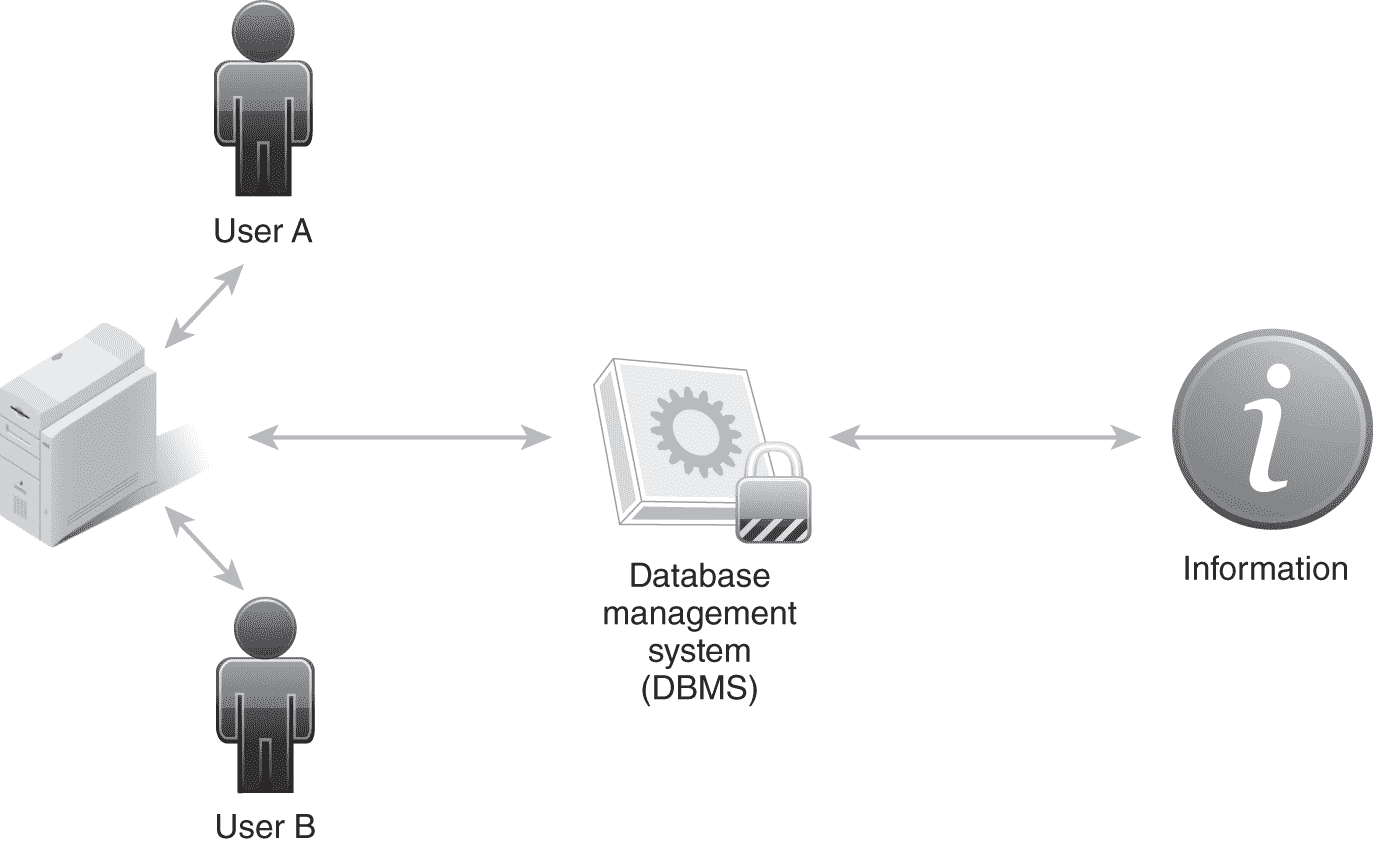 User A
Database
management
system
(DBMS)
Information
User B